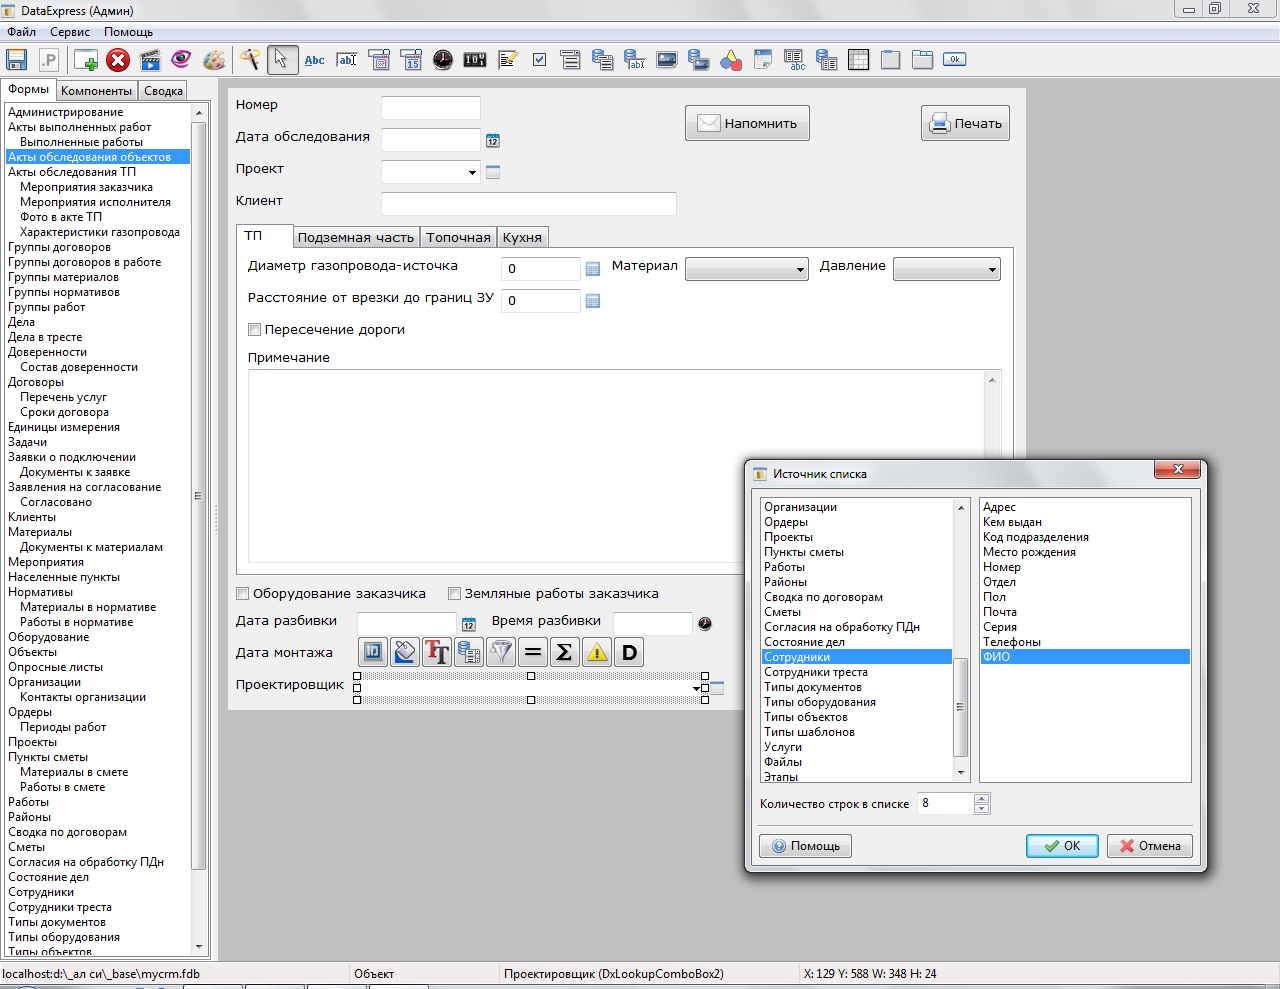 DataExpress (Админ)
Файл Сервис Помощь
.P Abc ab 15 abc Ok
Формы Компоненты Сводка
Администрирование
Акты выполненных работ
Выполненные работы
Акты обследования объектов
Акты обследования ТП
Мероприятия заказчика
Мероприятия исполнителя
Фото в акте ТП
Характеристики газопровода
Группы договоров
Группы договоров в работе
Группы материалов
Группы нормативов
Группы работ
Дела
Дела в тресте
Доверенности
Состав доверенности
Договоры
Перечень услуг
Сроки договора
Единицы измерения
Задачи
Заявки о подключении
Документы к заявке
Заявления на согласование
Согласовано
Клиенты
Материалы
Документы к материалам
Мероприятия
Населенные пункты
Нормативы
Материалы в нормативе
Работы в нормативе
Оборудование
Объекты
Опросные листы
Организации
Контакты организации
Ордеры
Периоды работ
Проекты
Пункты сметы
Материалы в смете
Работы в смете
Работы
Районы
Сводка по договорам
Сметы
Согласия на обработку ПДн
Состояние дел
Сотрудники
Сотрудники треста
Типы документов
Типы оборудования
Типы объектов
Номер
Напомнить
Печать
Дата обследования 12
Проект
Клиент
ТП Подземная часть Топочная Кухня
Диаметр газопровода-источка 0 Материал Давление
Расстояние от врезки до границ ЗУ 0
Пересечение дороги
Примечание
Оборудование заказчика Земляные работы заказчика
Дата разбивки 12 Время разбивки
Дата монтажа TT = Σ D
Проектировщик
Источник списка
Организации
Ордеры
Проекты
Пункты сметы
Работы
Районы
Сводка по договорам
Сметы
Согласия на обработку ПДн
Состояние дел
Сотрудники
Сотрудники треста
Типы документов
Типы оборудования
Типы объектов
Типы шаблонов
Услуги
Файлы
Этапы
Адрес
Кем выдан
Код подразделения
Место рождения
Номер
Отдел
Пол
Почта
Серия
Телефоны
ФИО
Количество строк в списке 8
Помощь OK Отмена
localhost:d:\_ал си\_base\mycrm.fdb Объект Проектировщик (DxLookupComboBox2) X: 129 Y: 588 W: 348 H: 24